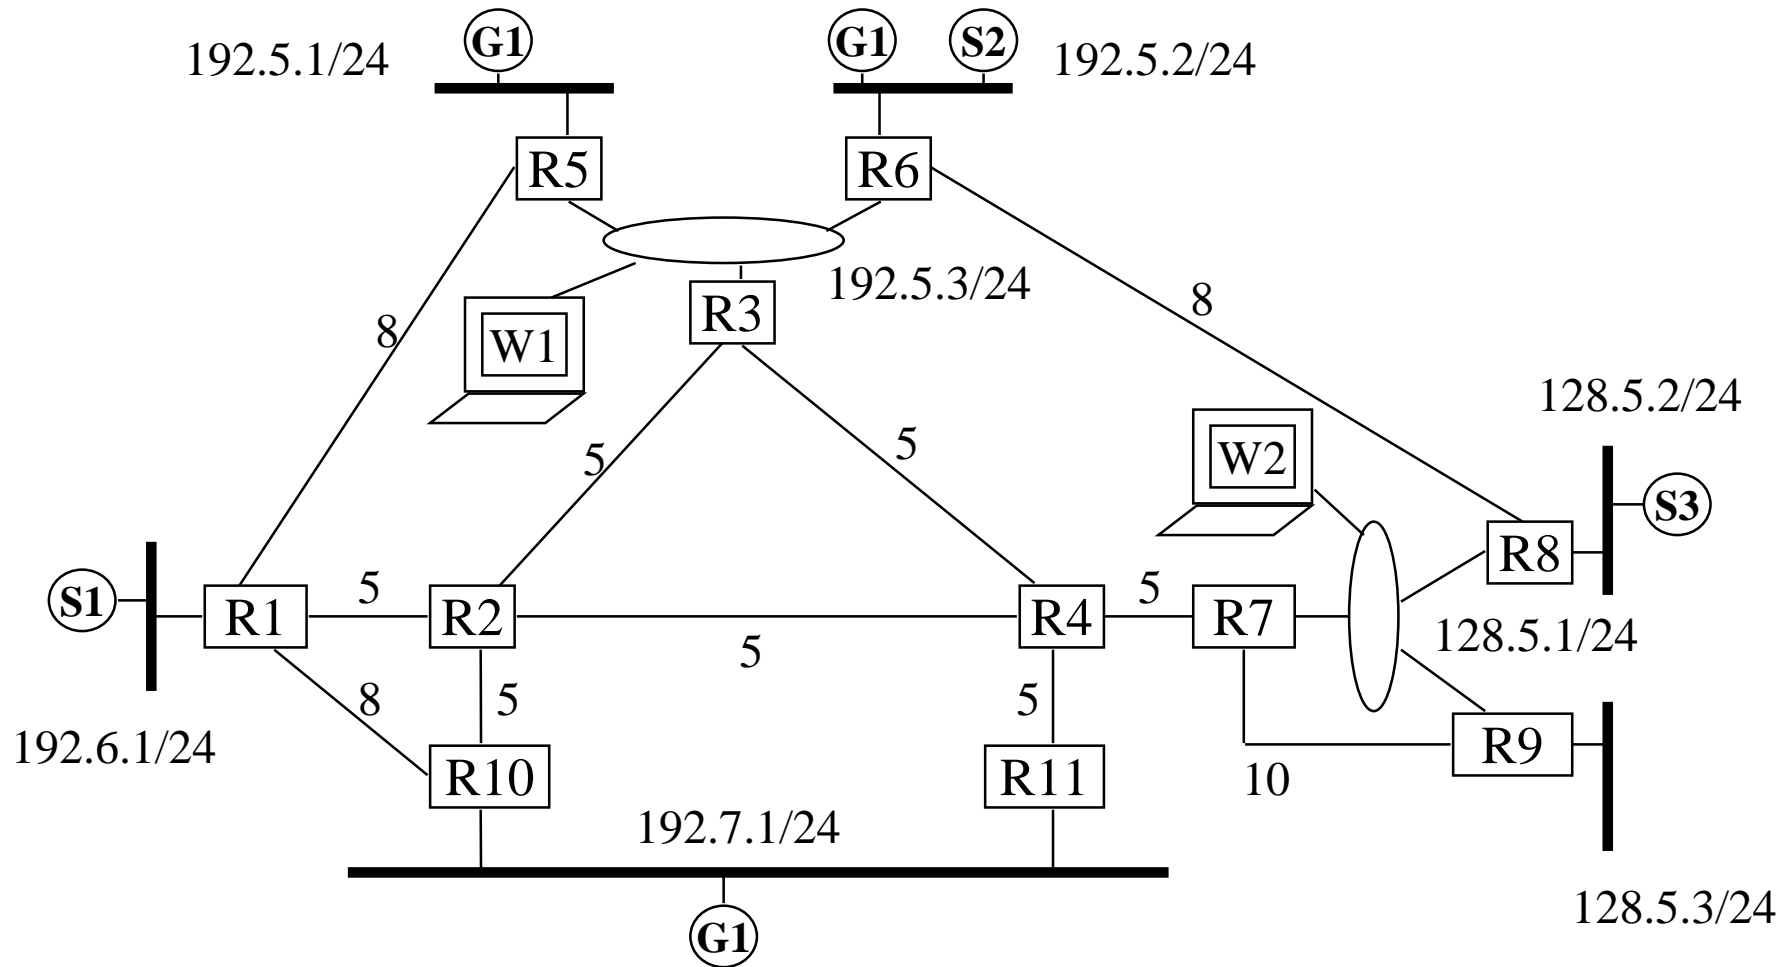 G1
G1
S2
192.5.1/24
192.5.2/24
R5
R6
192.5.3/24
R3
8
8
W1
128.5.2/24
5
5
W2
S3
R8
S1
R1
5
R2
5
R4
5
R7
128.5.1/24
8
5
5
192.6.1/24
R10
R11
10
R9
192.7.1/24
128.5.3/24
G1